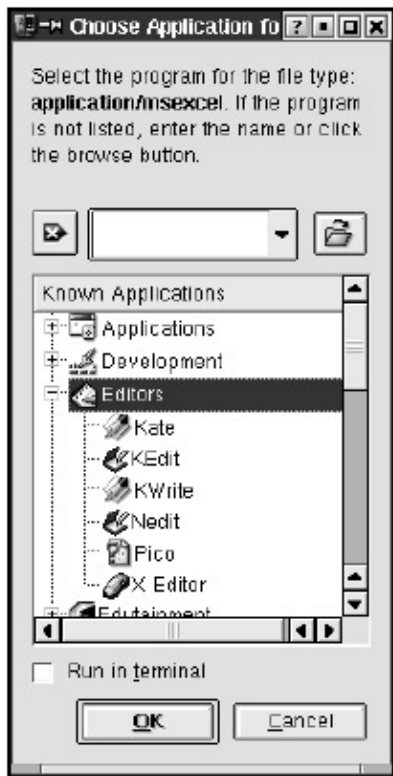 Choose Application fo
Select the program for the file type:
application/msexcel. If the program
is not listed, enter the name or click
the browse button.
Known Applications
Applications
Development
Editors
Kate
KEdit
KWrite
Nedit
Pico
X Editor
Edutainment
Run in terminal
OK
Cancel